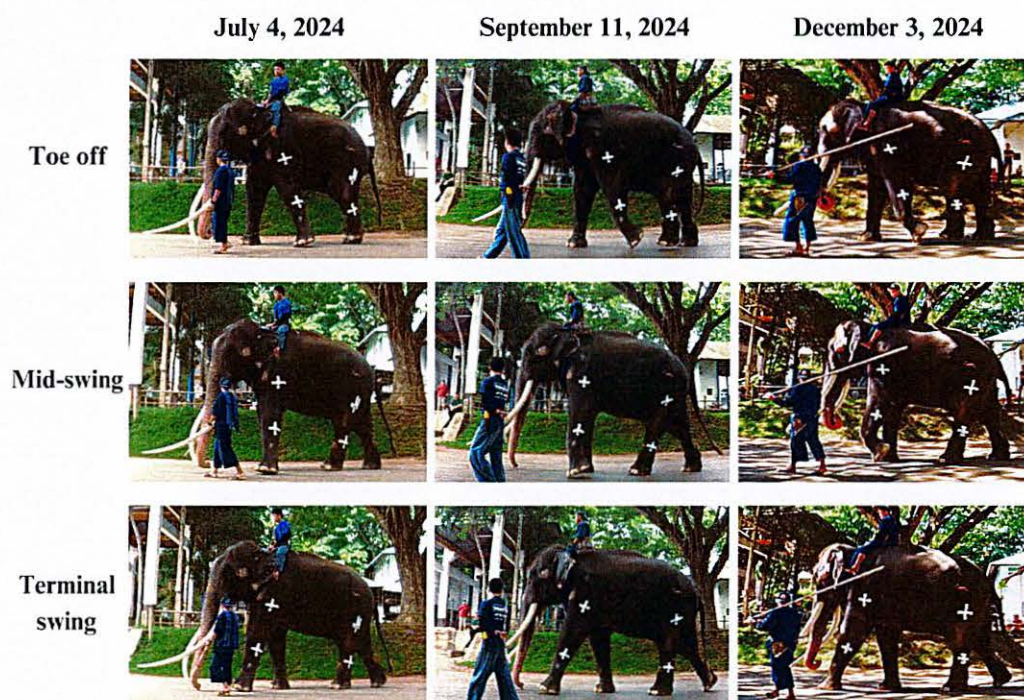 July 4, 2024
September 11, 2024
December 3, 2024
Toe off
Mid-swing
Terminal
swing